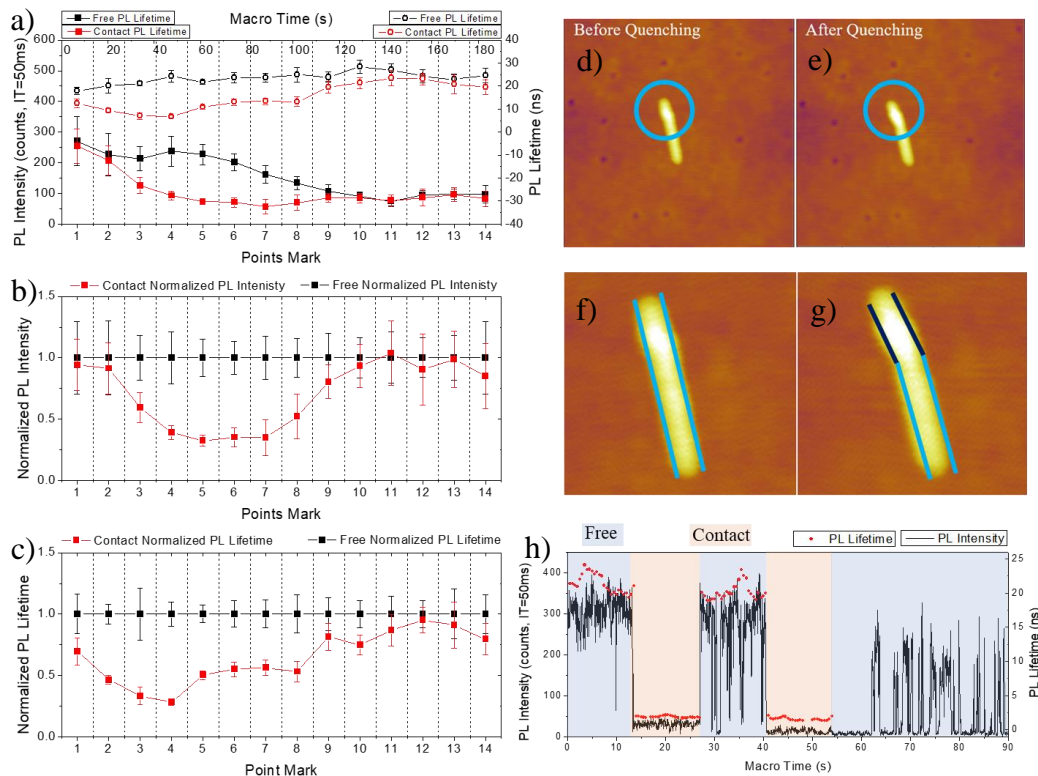 a)
Macro Time (s)
Free PL Lifetime
Free PL Lifetime
Contact PL Lifetime
Contact PL Lifetime
0 20 40 60 80 100 120 140 160 180
600
500
400
300
200
100
0
PL Intensity (counts, IT=50ms)
40
30
20
10
0
-10
-20
-30
-40
PL Lifetime (ns)
1 2 3 4 5 6 7 8 9 10 11 12 13 14
Points Mark
b)
Contact Normalized PL Intenisty
Free Normalized PL Intenisty
1.5
1.0
0.5
0.0
Normalized PL Intensity
1 2 3 4 5 6 7 8 9 10 11 12 13 14
Points Mark
c)
Contact Normalized PL Lifetime
Free Normalized PL Lifetime
1.5
1.0
0.5
0.0
Normalized PL Lifetime
1 2 3 4 5 6 7 8 9 10 11 12 13 14
Point Mark
Before Quenching
d)
After Quenching
e)
f)
g)
h)
Free
Contact
PL Lifetime
PL Intensity
400
350
300
250
200
150
100
50
0
PL Intensity (counts, IT=50ms)
25
20
15
10
5
0
PL Lifetime (ns)
0 10 20 30 40 50 60 70 80 90
Macro Time (s)